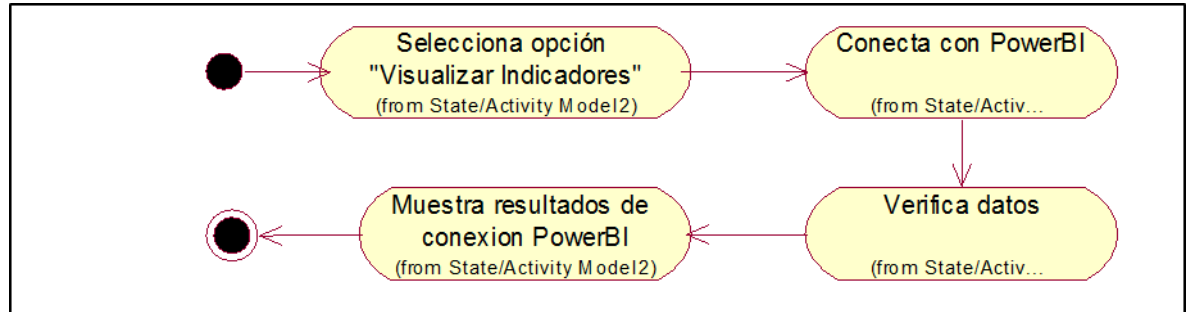 Selecciona opción
"Visualizar Indicadores"
(from State/Activity Model2)
Conecta con PowerBI
(from State/Activ...
Verifica datos
(from State/Activ...
Muestra resultados de
conexion PowerBI
(from State/Activity Model2)